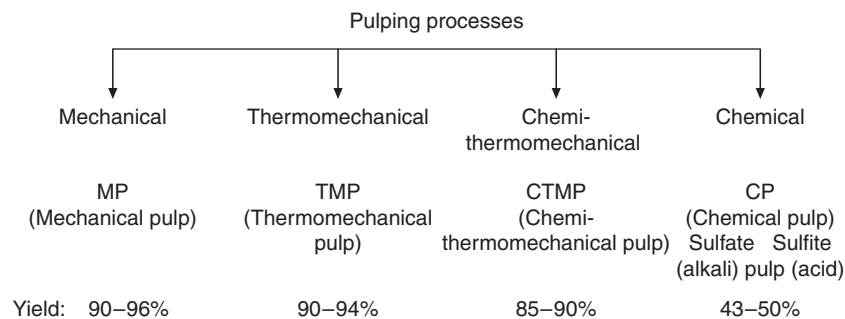 Pulping processes
Mechanical
Thermomechanical
Chemi-
thermomechanical
Chemical
MP
(Mechanical pulp)
TMP
(Thermomechanical
pulp)
CTMP
(Chemi-
thermomechanical pulp)
CP
(Chemical pulp)
Sulfate Sulfite
(alkali) pulp (acid)
Yield: 90–96% 90–94% 85–90% 43–50%